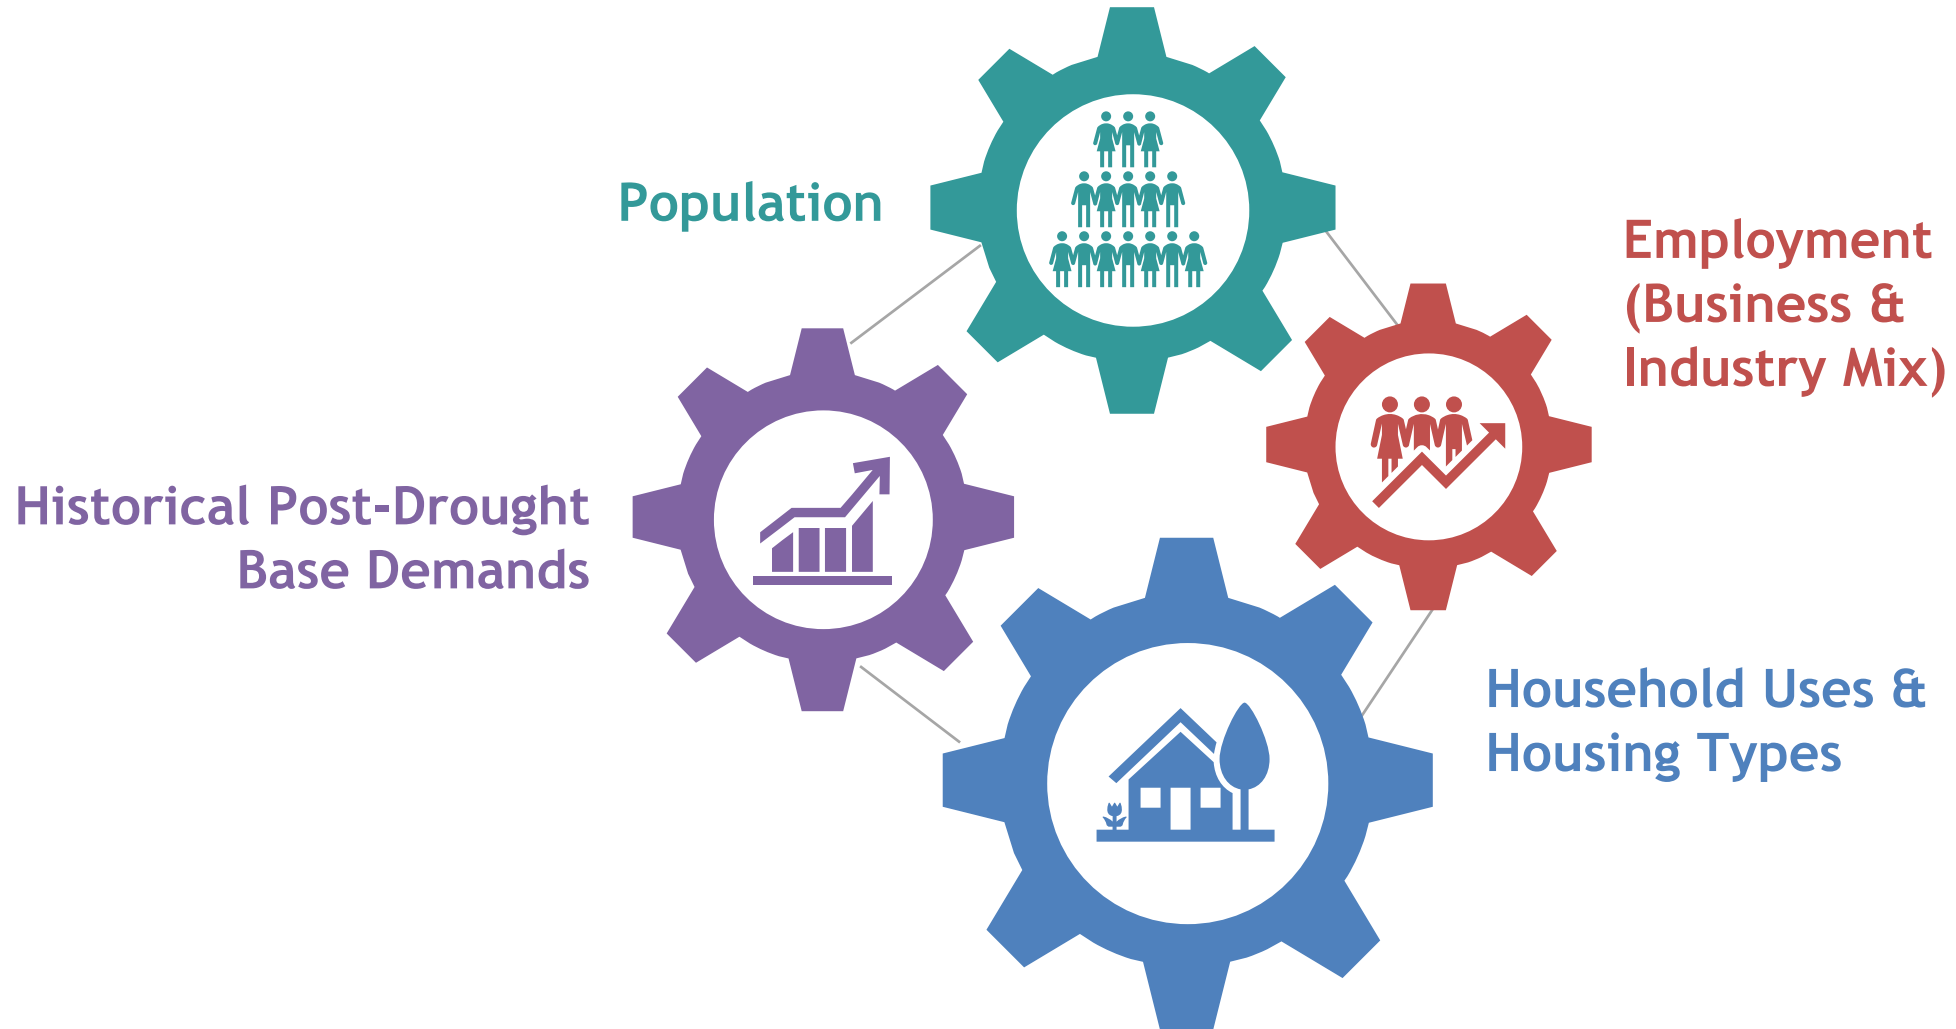 Population
Employment
(Business &
Industry Mix)
Historical Post-Drought
Base Demands
Household Uses &
Housing Types